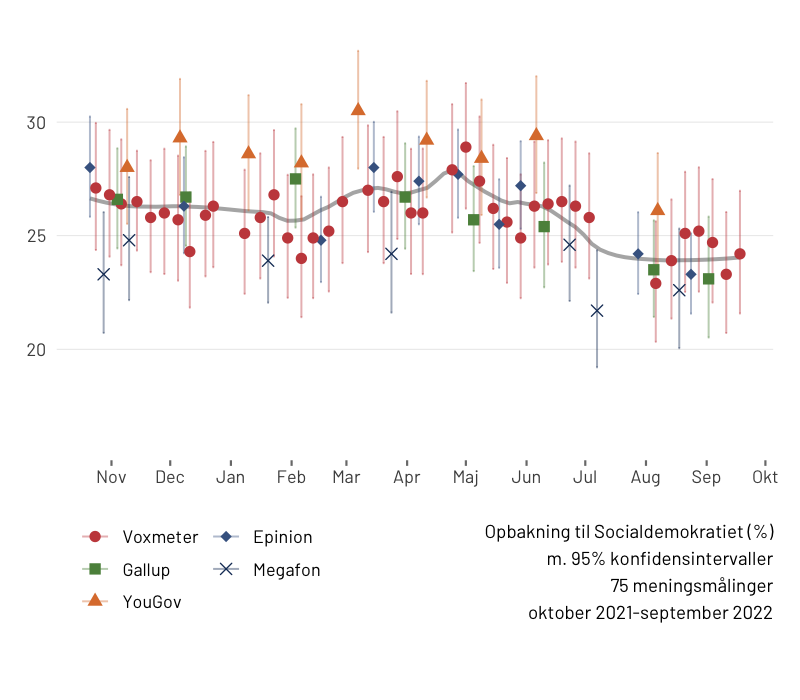 30
25
20
Nov Dec Jan Feb Mar Apr Maj Jun Jul Aug Sep Okt
Voxmeter Epinion
Gallup Megafon
YouGov
Opbakning til Socialdemokratiet (%)
m. 95% konfidensintervaller
75 meningsmålinger
oktober 2021-september 2022